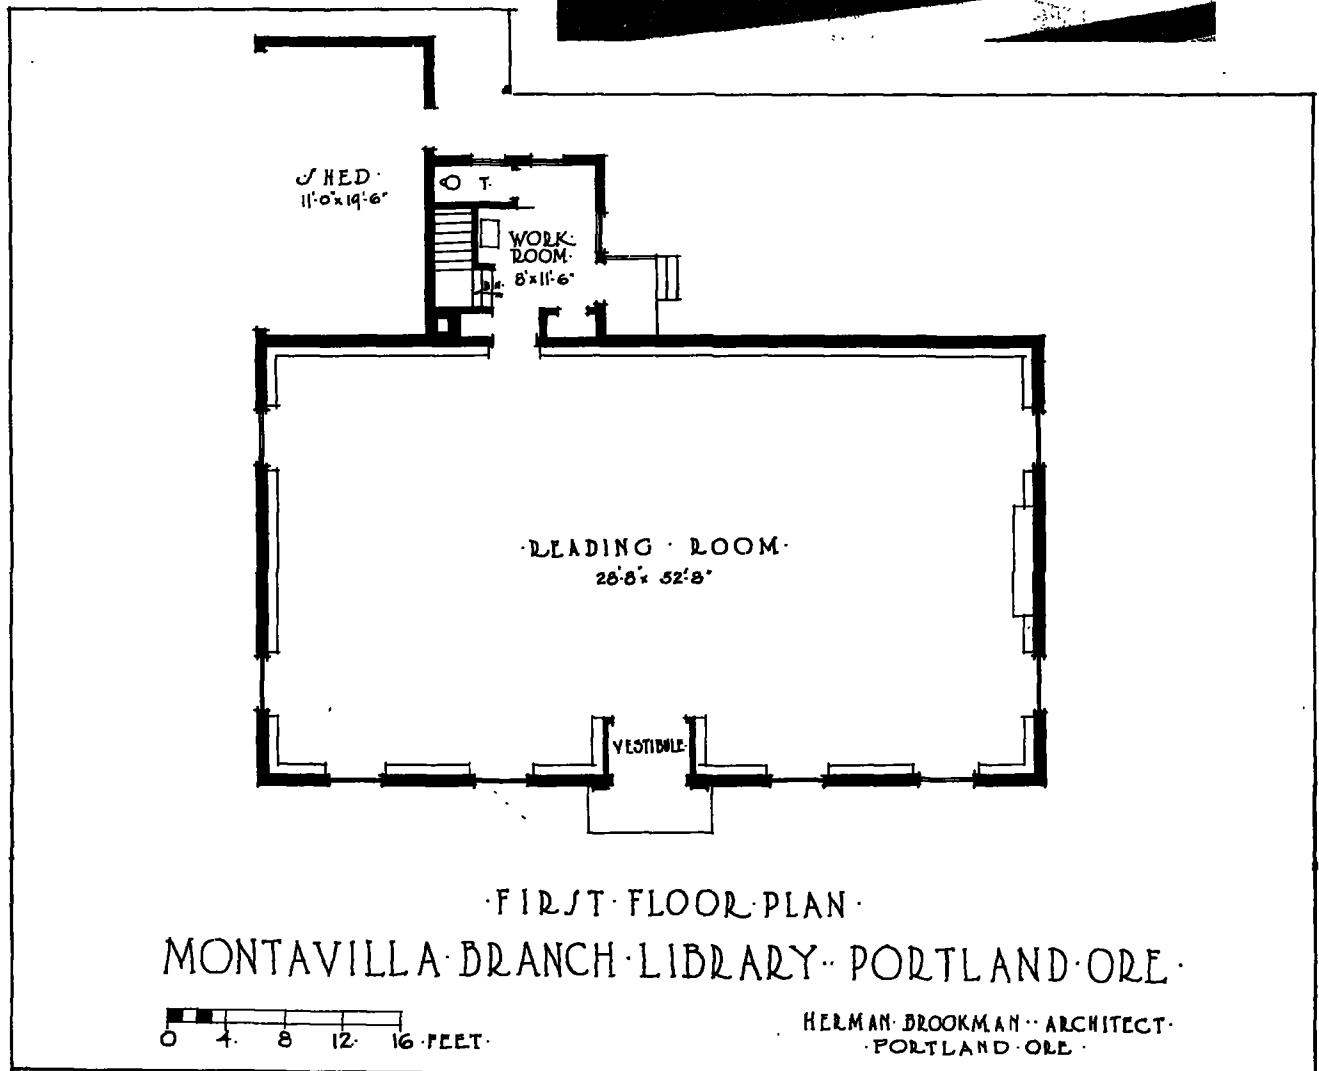 SHED·
11'-0"x19'-6"
T·
WORK·
ROOM·
8'x11'-6"
DN·
·READING · ROOM·
28'-8"x 52'-8"
VESTIBULE·
·FIRST·FLOOR·PLAN·
MONTAVILLA·BRANCH·LIBRARY··PORTLAND·ORE·
0 4· 8 12· 16·FEET·
HERMAN·BROOKMAN··ARCHITECT·
·PORTLAND·ORE·